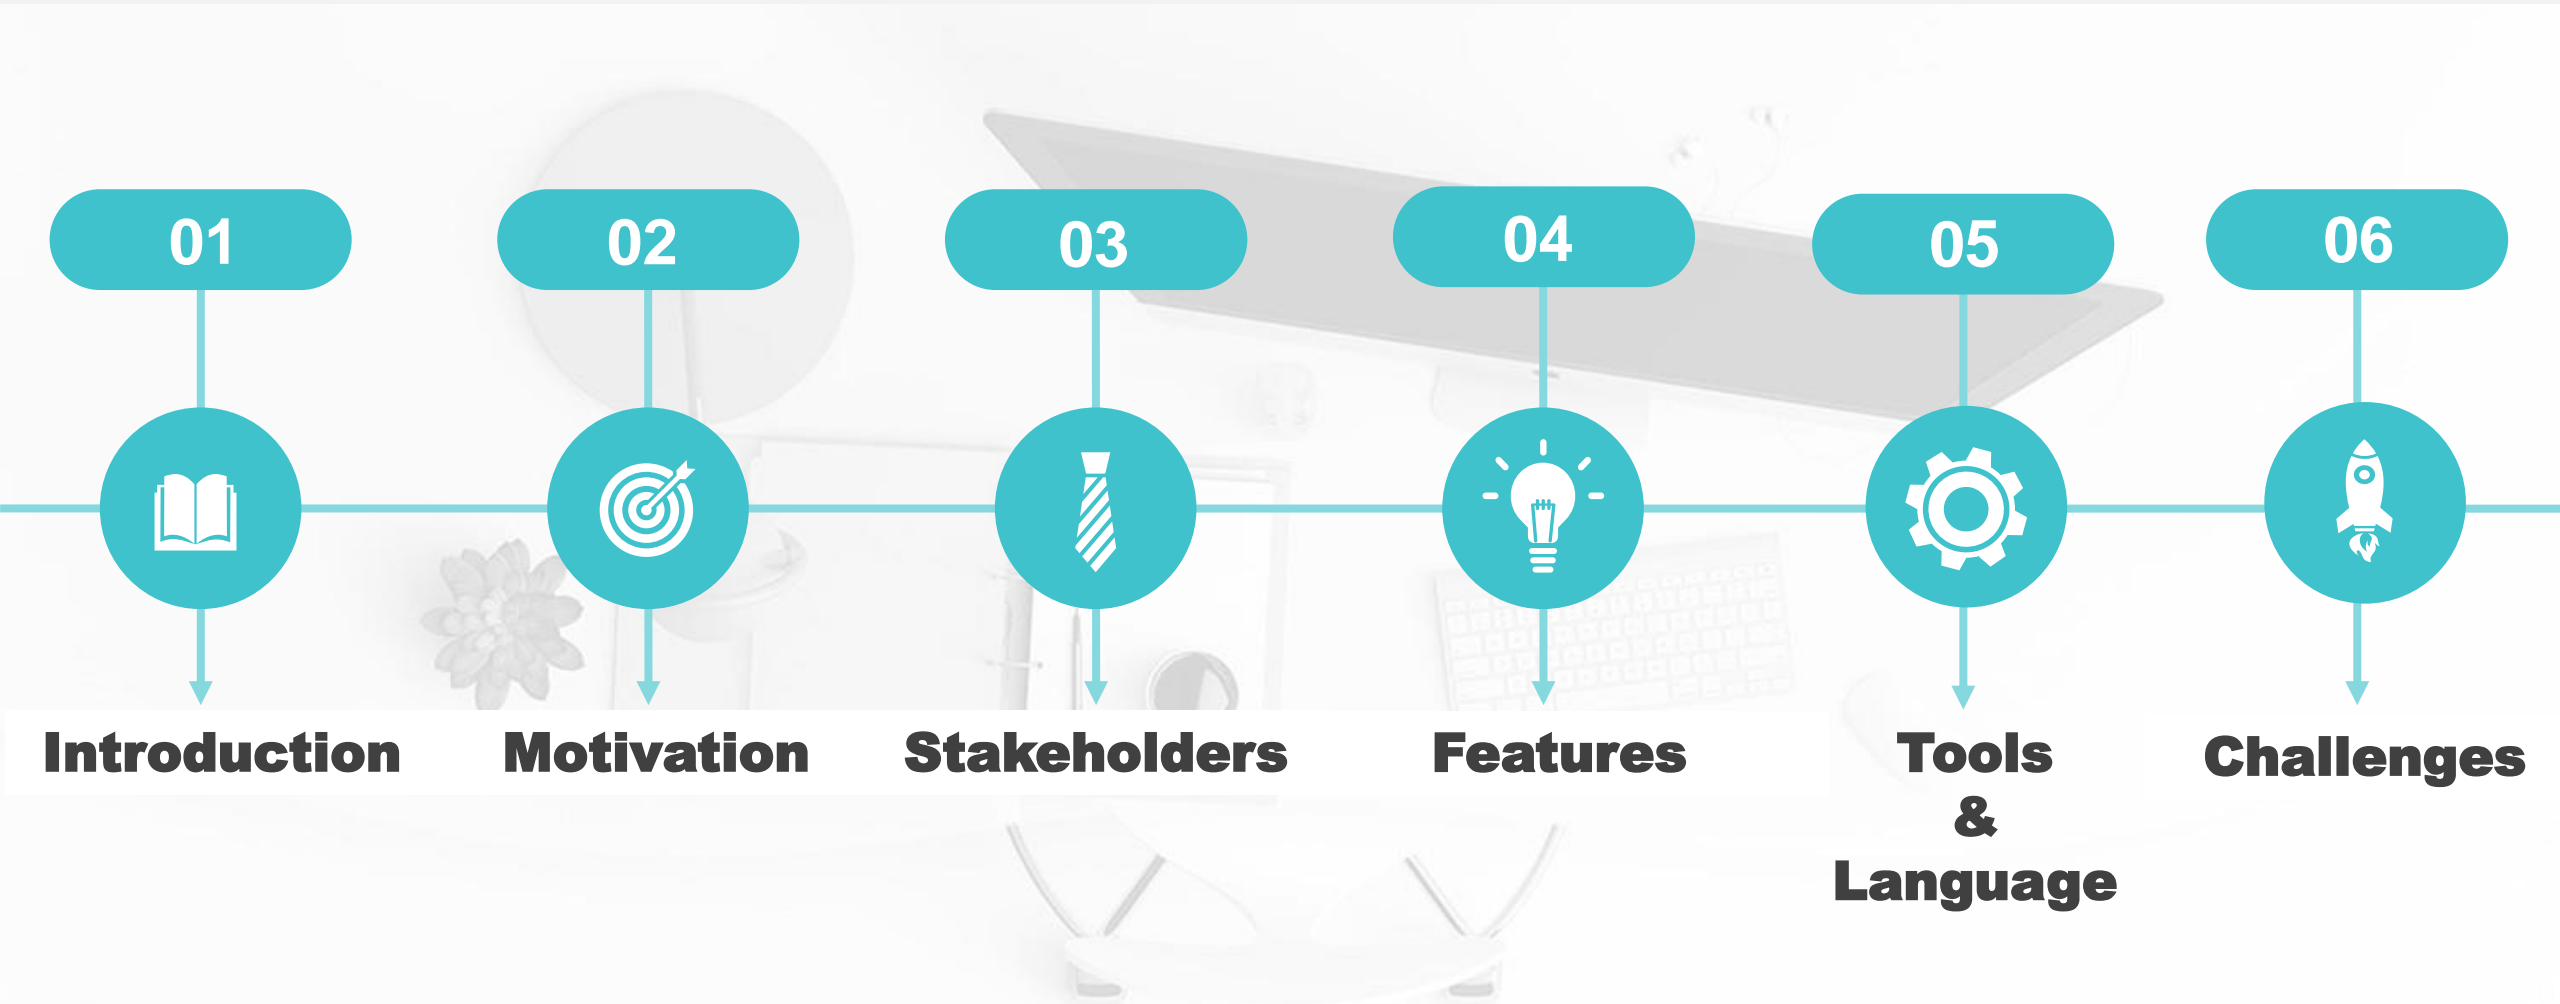 01
02
03
04
05
06
Introduction
Motivation
Stakeholders
Features
Tools
&
Language
Challenges